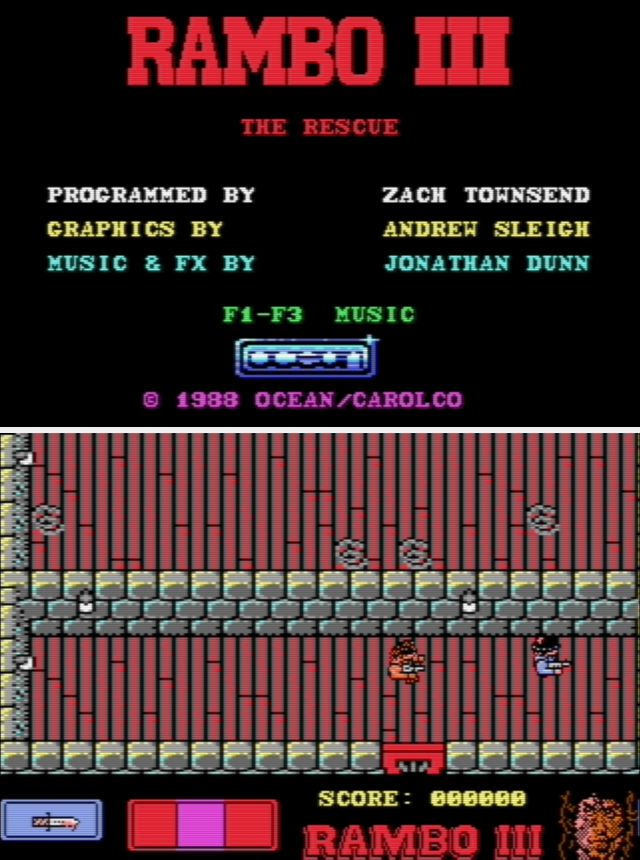 RAMBO III
THE RESCUE
PROGRAMMED BY ZACH TOWNSEND
GRAPHICS BY ANDREW SLEIGH
MUSIC & FX BY JONATHAN DUNN
F1-F3 MUSIC
ocean
© 1988 OCEAN/CAROLCO
SCORE: 000000
RAMBO III